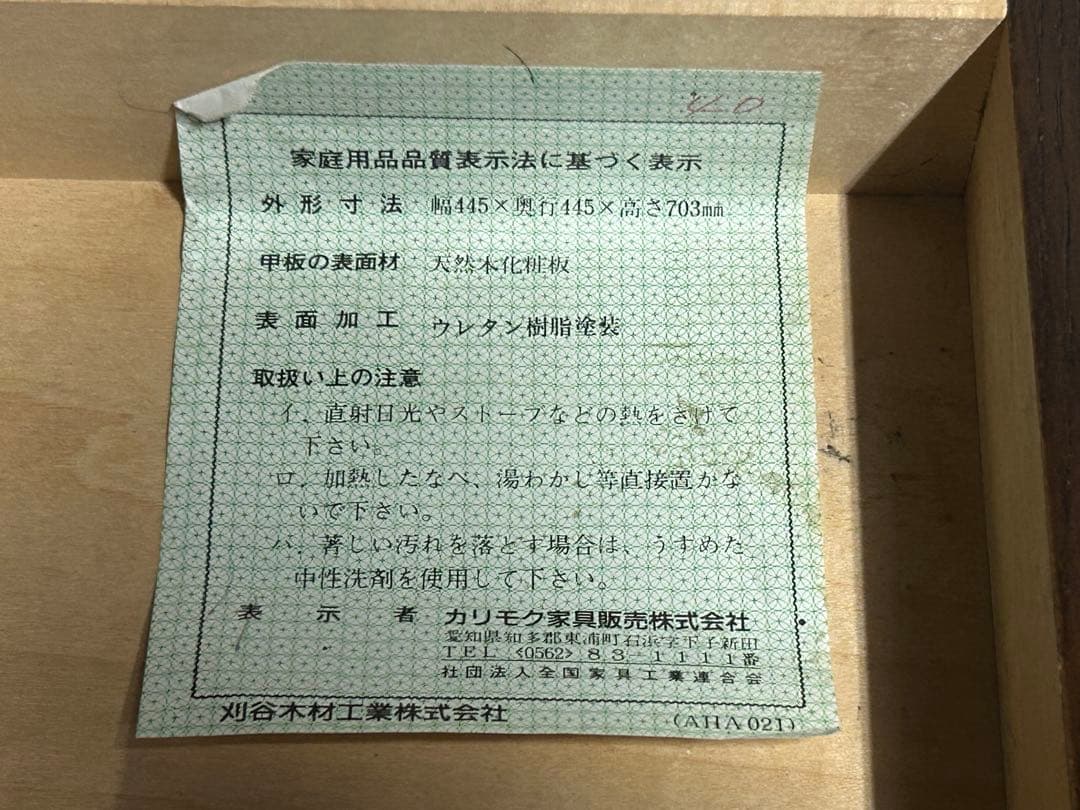 家庭用品品質表示法に基づく表示
外形寸法 幅445×奥行445×高さ703mm
甲板の表面材 天然木化粧板
表面加工 ウレタン樹脂塗装
取扱い上の注意
イ、直射日光やストーブなどの熱をさけて
下さい。
ロ、加熱したなべ、湯わかし等直接置かな
いで下さい。
ハ、著しい汚れを落とす場合は、うすめた
中性洗剤を使用して下さい。
表示者 カリモク家具販売株式会社
愛知県知多郡東浦町石浜字下子新田
TEL <0562> 83-1111番
社団法人全国家具工業連合会
刈谷木材工業株式会社 (AHA021)